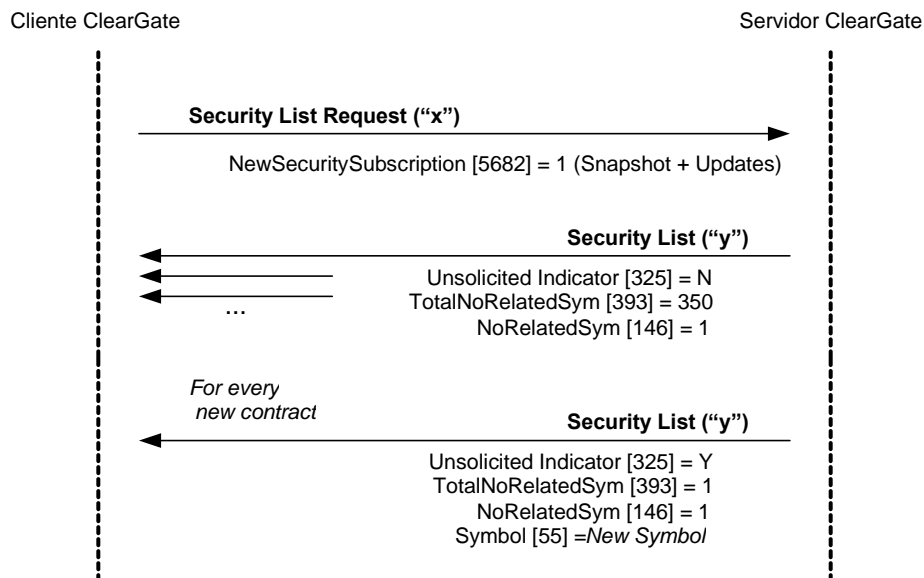 Cliente ClearGate
Servidor ClearGate
Security List Request (“x”)
NewSecuritySubscription [5682] = 1 (Snapshot + Updates)
Security List (“y”)
Unsolicited Indicator [325] = N
TotalNoRelatedSym [393] = 350
...
NoRelatedSym [146] = 1
For every
new contract
Security List (“y”)
Unsolicited Indicator [325] = Y
TotalNoRelatedSym [393] = 1
NoRelatedSym [146] = 1
Symbol [55] =New Symbol